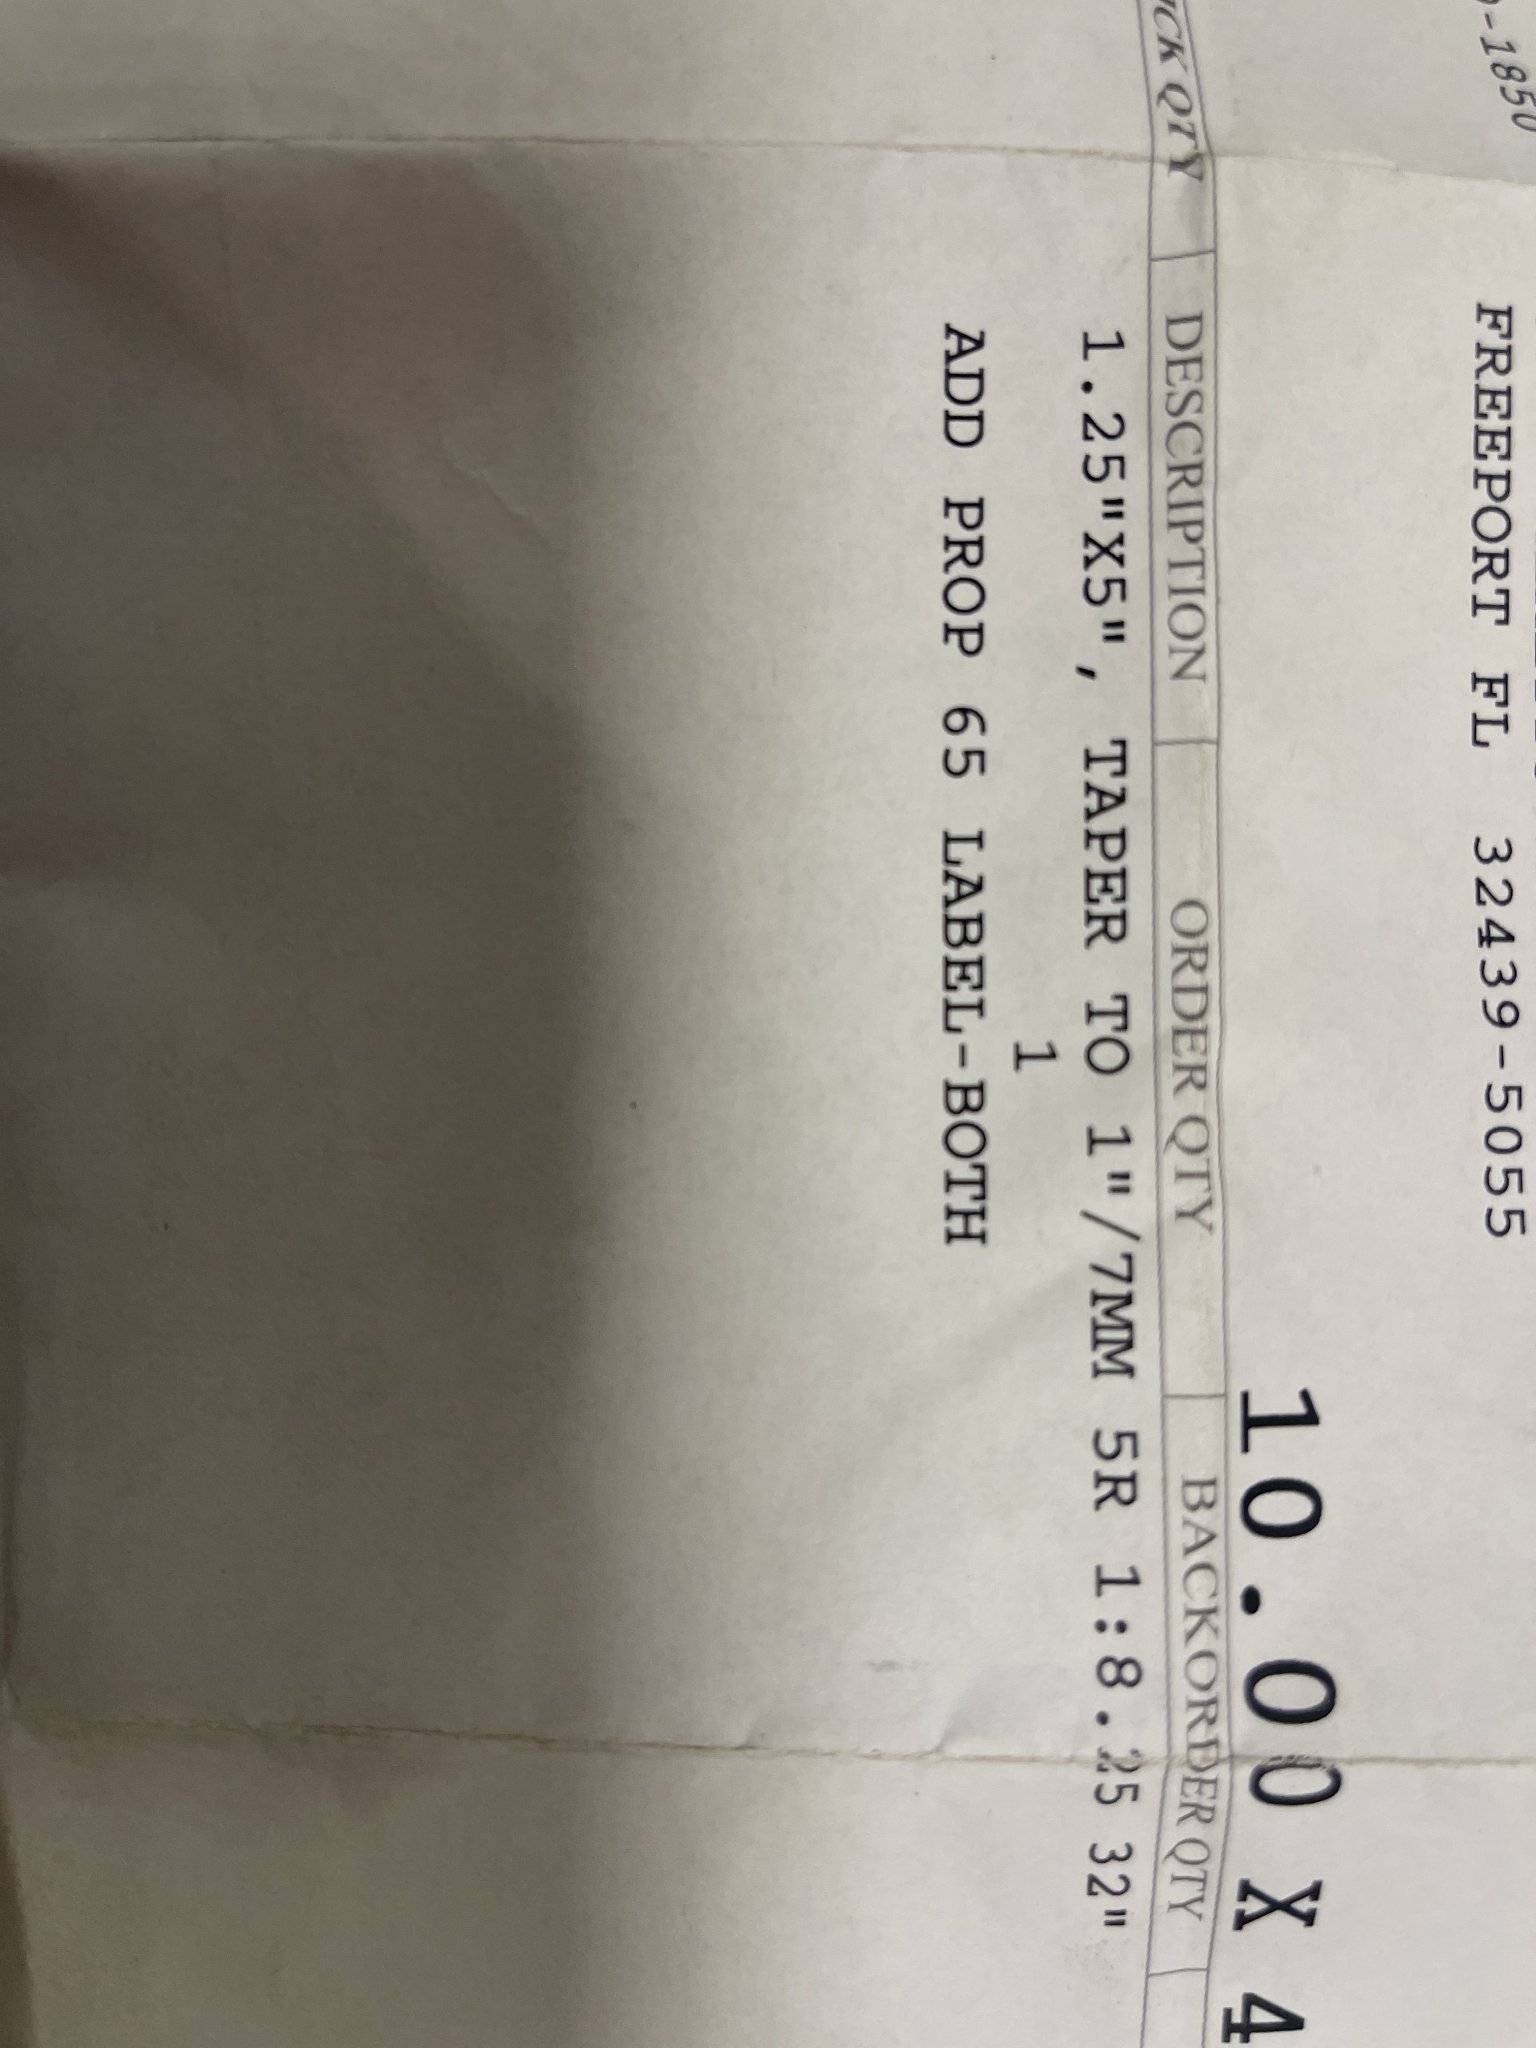 -1850
FREEPORT FL 32439-5055
10.00 X 4
QTY DESCRIPTION ORDER QTY BACKORDER QTY
1.25"X5", TAPER TO 1"/7MM 5R 1:8.25 32"
1
ADD PROP 65 LABEL-BOTH